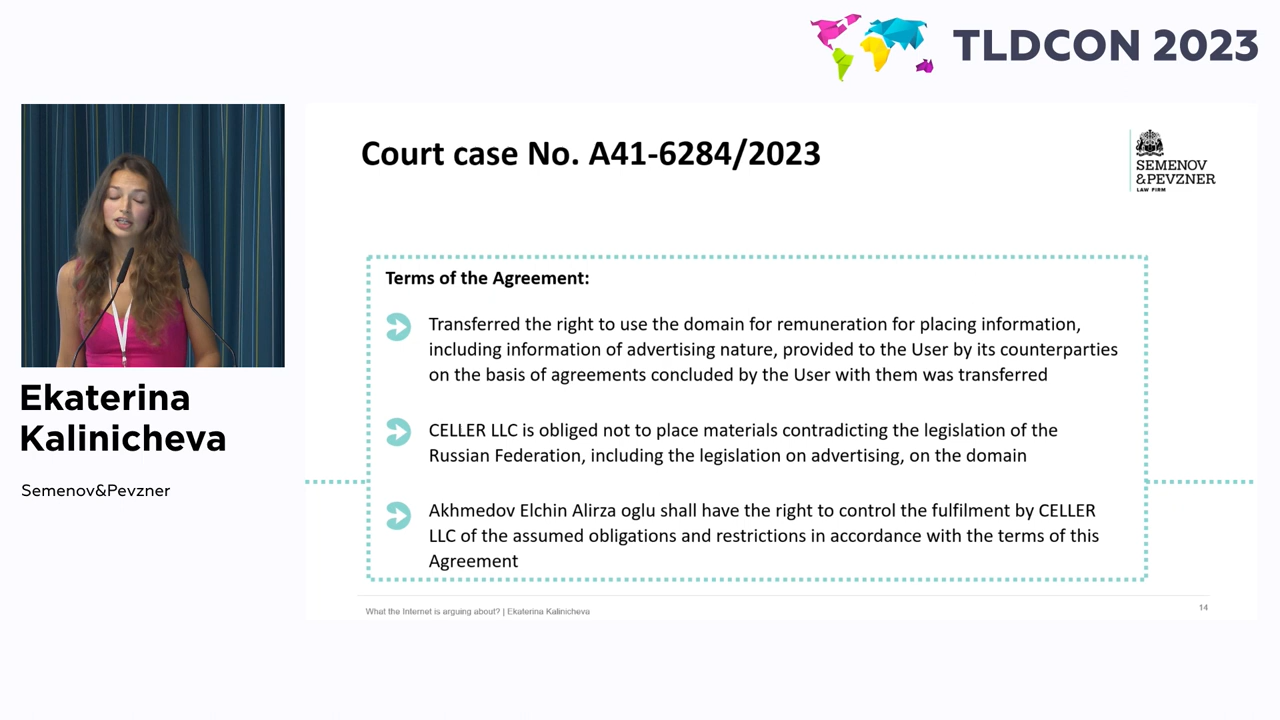 TLDCON 2023
Court case No. A41-6284/2023
SEMENOV
&PEVZNER
LAW FIRM
Terms of the Agreement:
Transferred the right to use the domain for remuneration for placing information,
including information of advertising nature, provided to the User by its counterparties
on the basis of agreements concluded by the User with them was transferred
CELLER LLC is obliged not to place materials contradicting the legislation of the
Russian Federation, including the legislation on advertising, on the domain
Akhmedov Elchin Alirza oglu shall have the right to control the fulfilment by CELLER
LLC of the assumed obligations and restrictions in accordance with the terms of this
Agreement
What the Internet is arguing about? | Ekaterina Kalinicheva
14
Ekaterina
Kalinicheva
Semenov&Pevzner